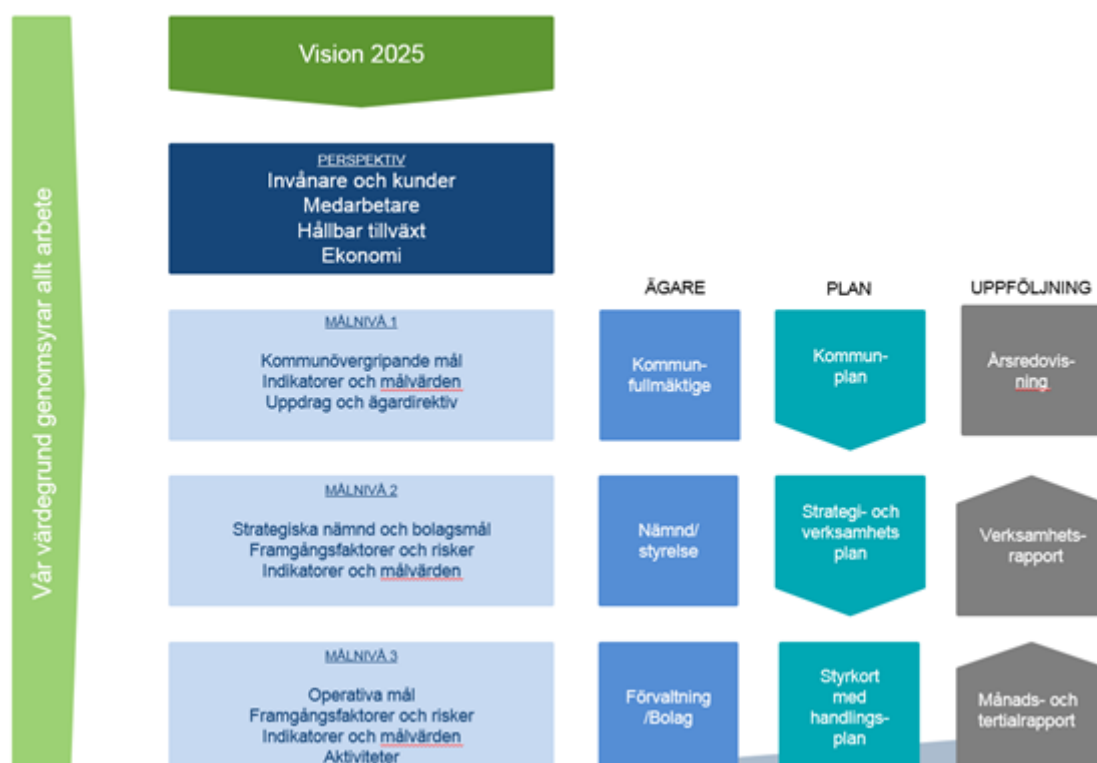 Vår värdegrund genomsyrar allt arbete
Vision 2025
PERSPEKTIV
Invånare och kunder
Medarbetare
Hållbar tillväxt
Ekonomi
ÄGARE
PLAN
UPPFÖLJNING
MÅLNIVÅ 1
Kommunövergripande mål
Indikatorer och målvärden
Uppdrag och ägardirektiv
Kommun-
fullmäktige
Kommun-
plan
Årsredovis-
ning
MÅLNIVÅ 2
Strategiska nämnd och bolagsmål
Framgångsfaktorer och risker
Indikatorer och målvärden
Nämnd/
styrelse
Strategi- och
verksamhets
plan
Verksamhets-
rapport
MÅLNIVÅ 3
Operativa mål
Framgångsfaktorer och risker
Indikatorer och målvärden
Aktiviteter
Förvaltning
/Bolag
Styrkort
med
handlings-
plan
Månads- och
tertialrapport